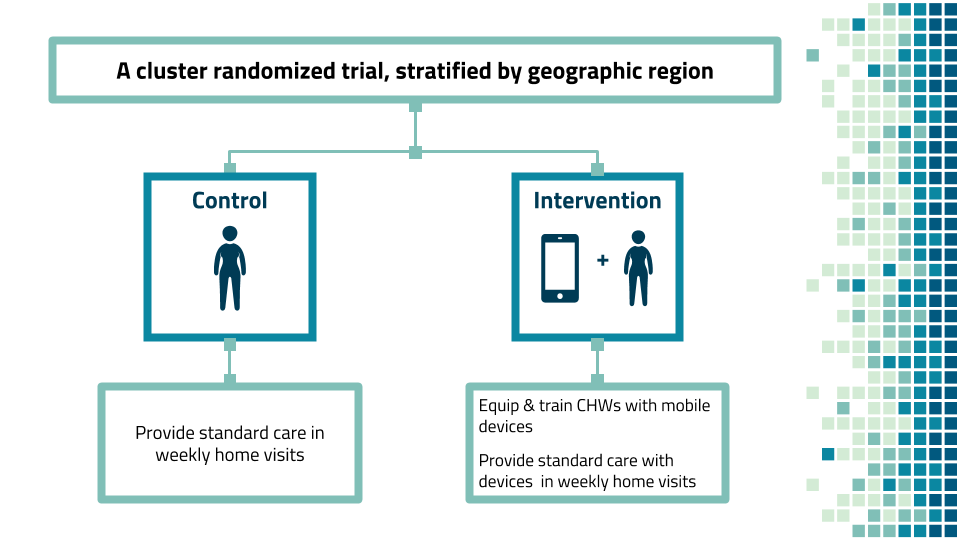 A cluster randomized trial, stratified by geographic region
Control
Intervention
+
Provide standard care in
weekly home visits
Equip & train CHWs with mobile
devices
Provide standard care with
devices in weekly home visits